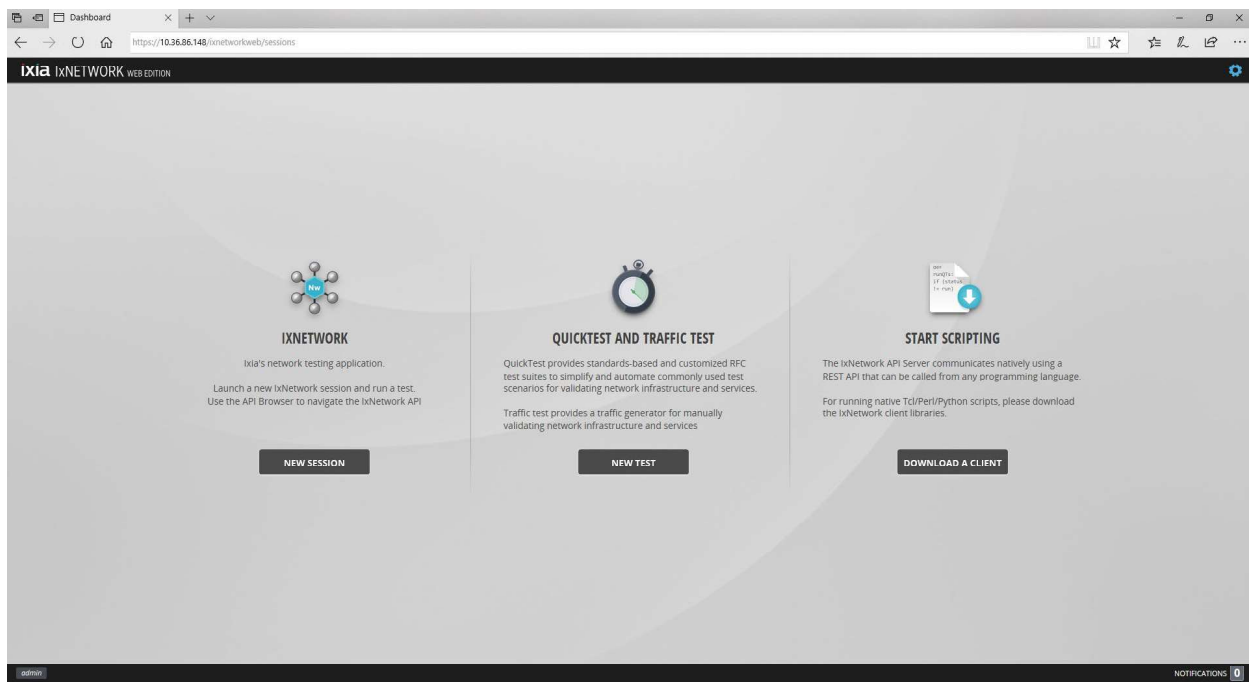 Dashboard
https://10.36.86.148/ixnetworkweb/sessions
ixia IxNETWORK WEB EDITION
Nw
IXNETWORK
Ixia's network testing application.
Launch a new IxNetwork session and run a test.
Use the API Browser to navigate the IxNetwork API
NEW SESSION
QUICKTEST AND TRAFFIC TEST
QuickTest provides standards-based and customized RFC
test suites to simplify and automate commonly used test
scenarios for validating network infrastructure and services.
Traffic test provides a traffic generator for manually
validating network infrastructure and services
NEW TEST
runQTs:
if (status
!= run)
START SCRIPTING
The IxNetwork API Server communicates natively using a
REST API that can be called from any programming language.
For running native Tcl/Perl/Python scripts, please download
the IxNetwork client libraries.
DOWNLOAD A CLIENT
admin
NOTIFICATIONS 0